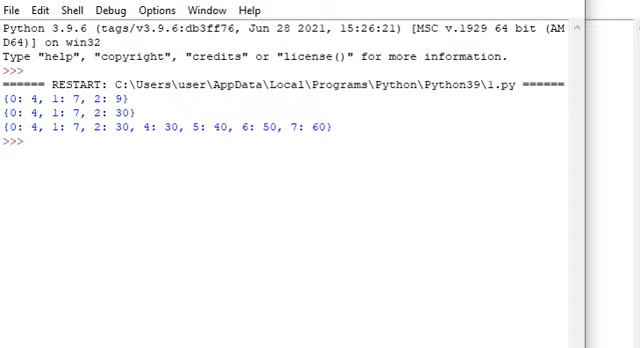 File Edit Shell Debug Options Window Help
Python 3.9.6 (tags/v3.9.6:db3ff76, Jun 28 2021, 15:26:21) [MSC v.1929 64 bit (AM
D64)] on win32
Type "help", "copyright", "credits" or "license()" for more information.
>>>
====== RESTART: C:\Users\user\AppData\Local\Programs\Python\Python39\1.py ======
{0: 4, 1: 7, 2: 9}
{0: 4, 1: 7, 2: 30}
{0: 4, 1: 7, 2: 30, 4: 30, 5: 40, 6: 50, 7: 60}
>>>